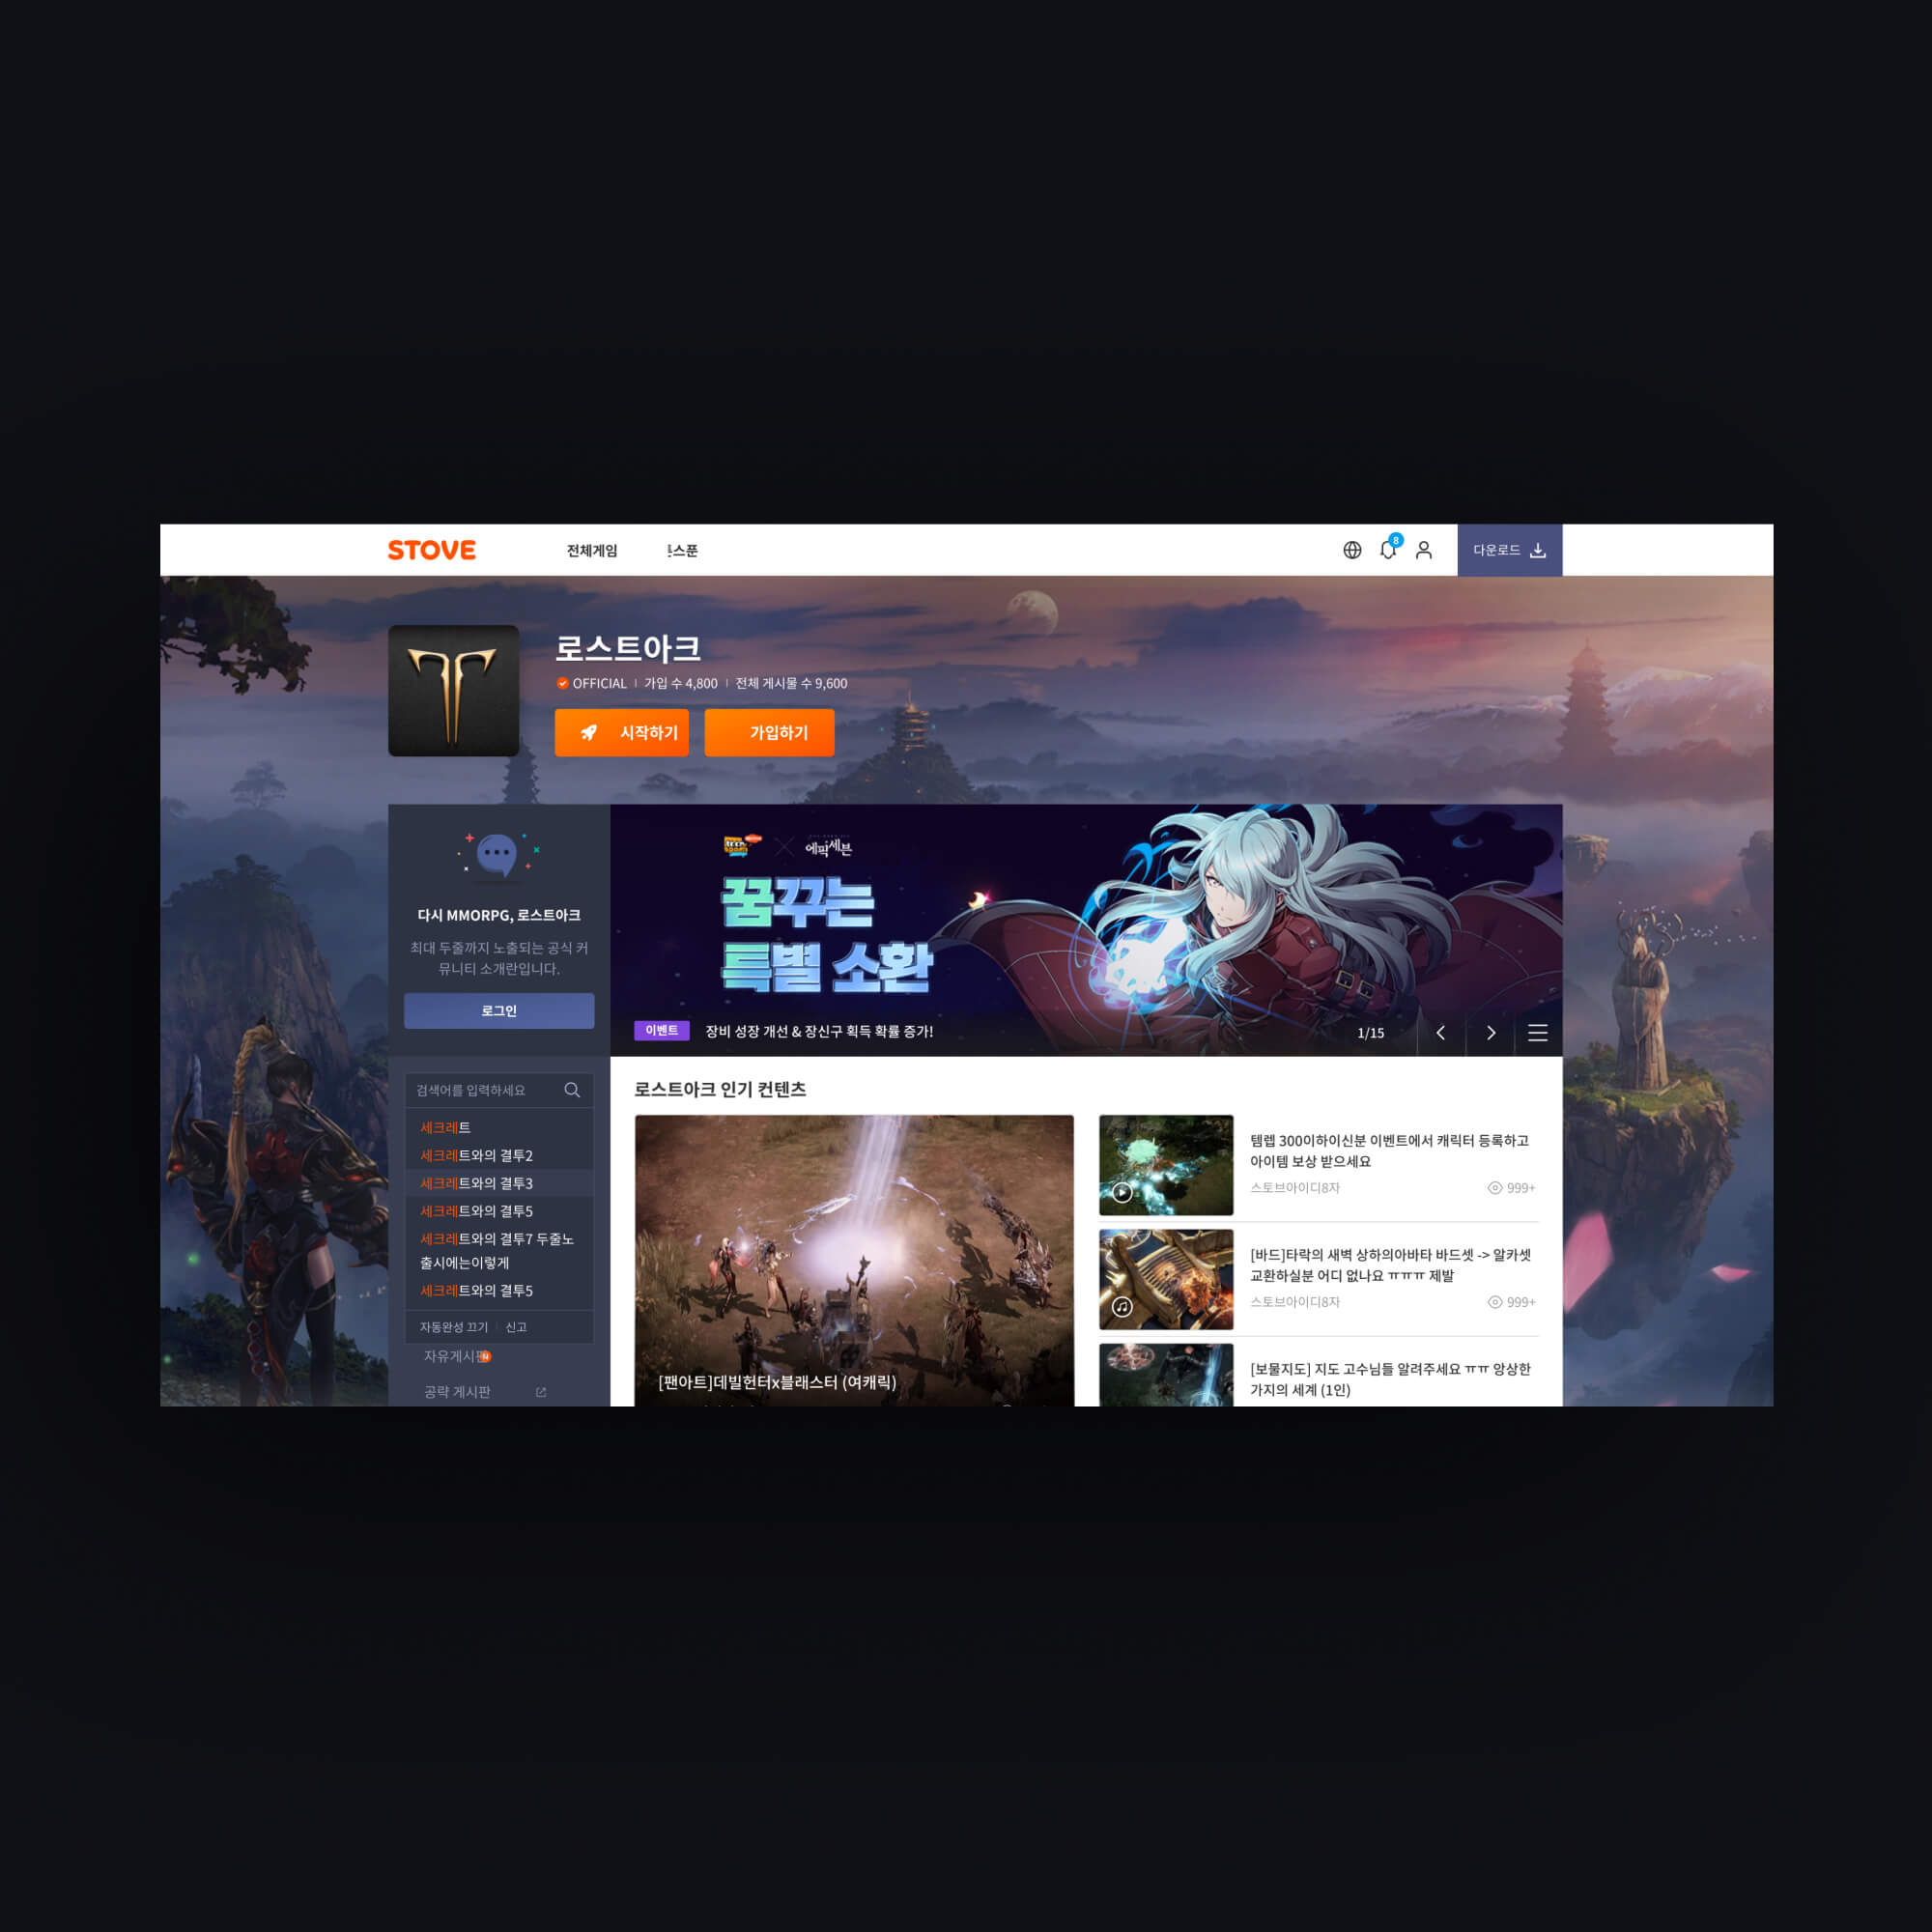 STOVE
전체게임
스푼
8
다운로드
로스트아크
OFFICIAL | 가입 수 4,800 | 전체 게시물 수 9,600
시작하기
가입하기
다시 MMORPG, 로스트아크
최대 두줄까지 노출되는 공식 커
뮤니티 소개란입니다.
로그인
에픽세븐
꿈꾸는
특별 소환
이벤트
장비 성장 개선 & 장신구 획득 확률 증가!
1/15
검색어를 입력하세요
세크레트
세크레트와의 결투2
세크레트와의 결투3
세크레트와의 결투5
세크레트와의 결투7 두줄노
출시에는이렇게
세크레트와의 결투5
자동완성 끄기 | 신고
자유게시판
N
공략 게시판
로스트아크 인기 컨텐츠
[팬아트]데빌헌터x블래스터 (여캐릭)
템렙 300이하이신분 이벤트에서 캐릭터 등록하고
아이템 보상 받으세요
스토브아이디8자
999+
[바드]타락의 새벽 상하의아바타 바드셋 -> 알카셋
교환하실분 어디 없나요 ㅠㅠㅠ 제발
스토브아이디8자
999+
[보물지도] 지도 고수님들 알려주세요 ㅠㅠ 앙상한
가지의 세계 (1인)